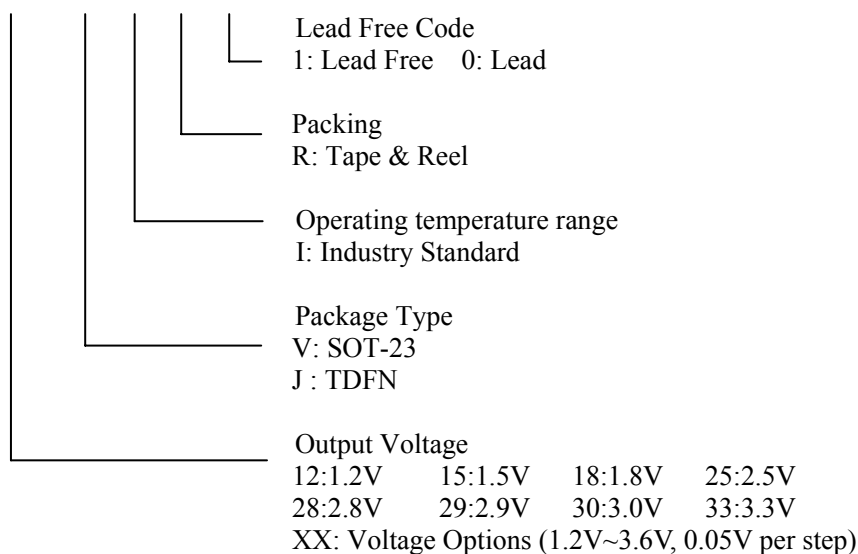 Lead Free Code
1: Lead Free 0: Lead
Packing
R: Tape & Reel
Operating temperature range
I: Industry Standard
Package Type
V: SOT-23
J : TDFN
Output Voltage
12:1.2V 15:1.5V 18:1.8V 25:2.5V
28:2.8V 29:2.9V 30:3.0V 33:3.3V
XX: Voltage Options (1.2V~3.6V, 0.05V per step)